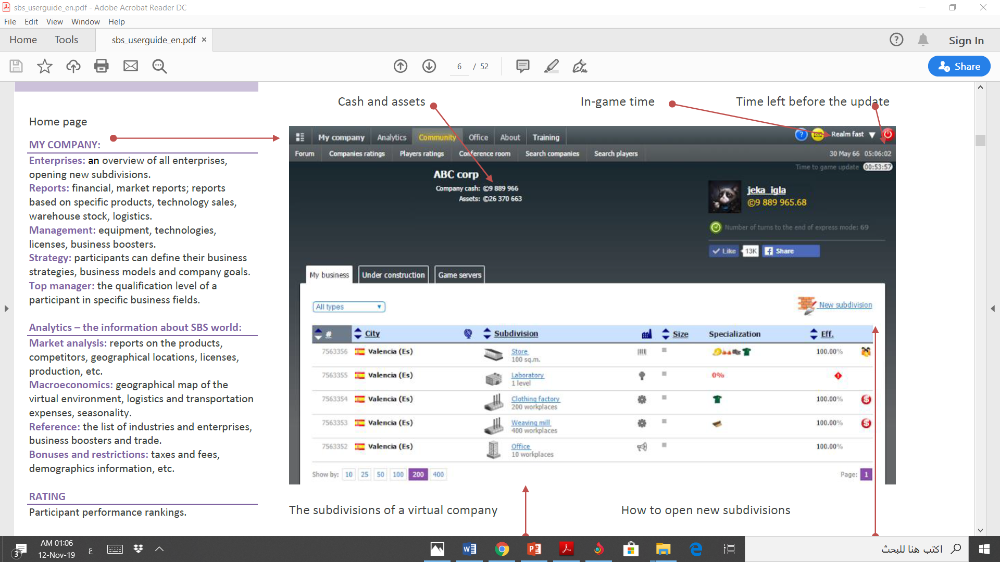 sbs_userguide_en.pdf - Adobe Acrobat Reader DC
File Edit View Window Help
Home Tools sbs_userguide_en.pdf × Sign In
6 / 52 Share
Cash and assets In-game time Time left before the update
Home page
MY COMPANY:
Enterprises: an overview of all enterprises,
opening new subdivisions.
Reports: financial, market reports; reports
based on specific products, technology sales,
warehouse stock, logistics.
Management: equipment, technologies,
licenses, business boosters.
Strategy: participants can define their business
strategies, business models and company goals.
Top manager: the qualification level of a
participant in specific business fields.
Analytics – the information about SBS world:
Market analysis: reports on the products,
competitors, geographical locations, licenses,
production, etc.
Macroeconomics: geographical map of the
virtual environment, logistics and transportation
expenses, seasonality.
Reference: the list of industries and enterprises,
business boosters and trade.
Bonuses and restrictions: taxes and fees,
demographics information, etc.
RATING
Participant performance rankings.
My company Analytics Community Office About Training Realm fast
Forum Companies ratings Players ratings Conference room Search companies Search players 30 May 66 05:06:02
Time to game update 00:53:57
ABC corp
Company cash: ©9 889 966
Assets: ©26 370 663
jeka_igla
©9 889 965.68
Number of turns to the end of express mode: 69
Like 13K Share
My business Under construction Game servers
All types New subdivision
# City Subdivision Size Specialization Eff.
7563356 Valencia (Es) Store 100.00%
100 sq.m.
7563355 Valencia (Es) Laboratory 0%
1 level
7563354 Valencia (Es) Clothing factory 100.00%
200 workplaces
7563353 Valencia (Es) Weaving mill 100.00%
400 workplaces
7563352 Valencia (Es) Office 100.00%
10 workplaces
Show by: 10 25 50 100 200 400 Page: 1
The subdivisions of a virtual company How to open new subdivisions
3 AM 01:06
12-Nov-19 ع
اكتب هنا للبحث